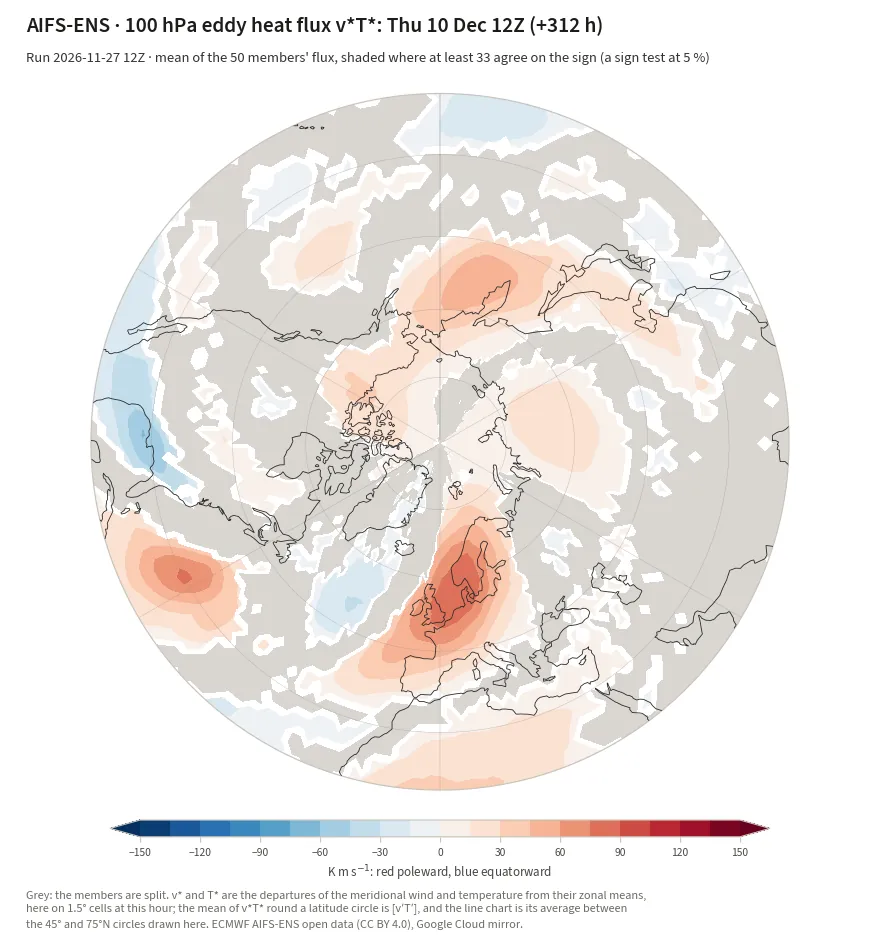 AIFS-ENS · 100 hPa eddy heat flux v*T*: Thu 10 Dec 12Z (+312 h)
Run 2026-11-27 12Z · mean of the 50 members' flux, shaded where at least 33 agree on the sign (a sign test at 5 %)
−150 −120 −90 −60 −30 0 30 60 90 120 150
K m s⁻¹: red poleward, blue equatorward
Grey: the members are split. v* and T* are the departures of the meridional wind and temperature from their zonal means,
here on 1.5° cells at this hour; the mean of v*T* round a latitude circle is [v′T′], and the line chart is its average between
the 45° and 75°N circles drawn here. ECMWF AIFS-ENS open data (CC BY 4.0), Google Cloud mirror.